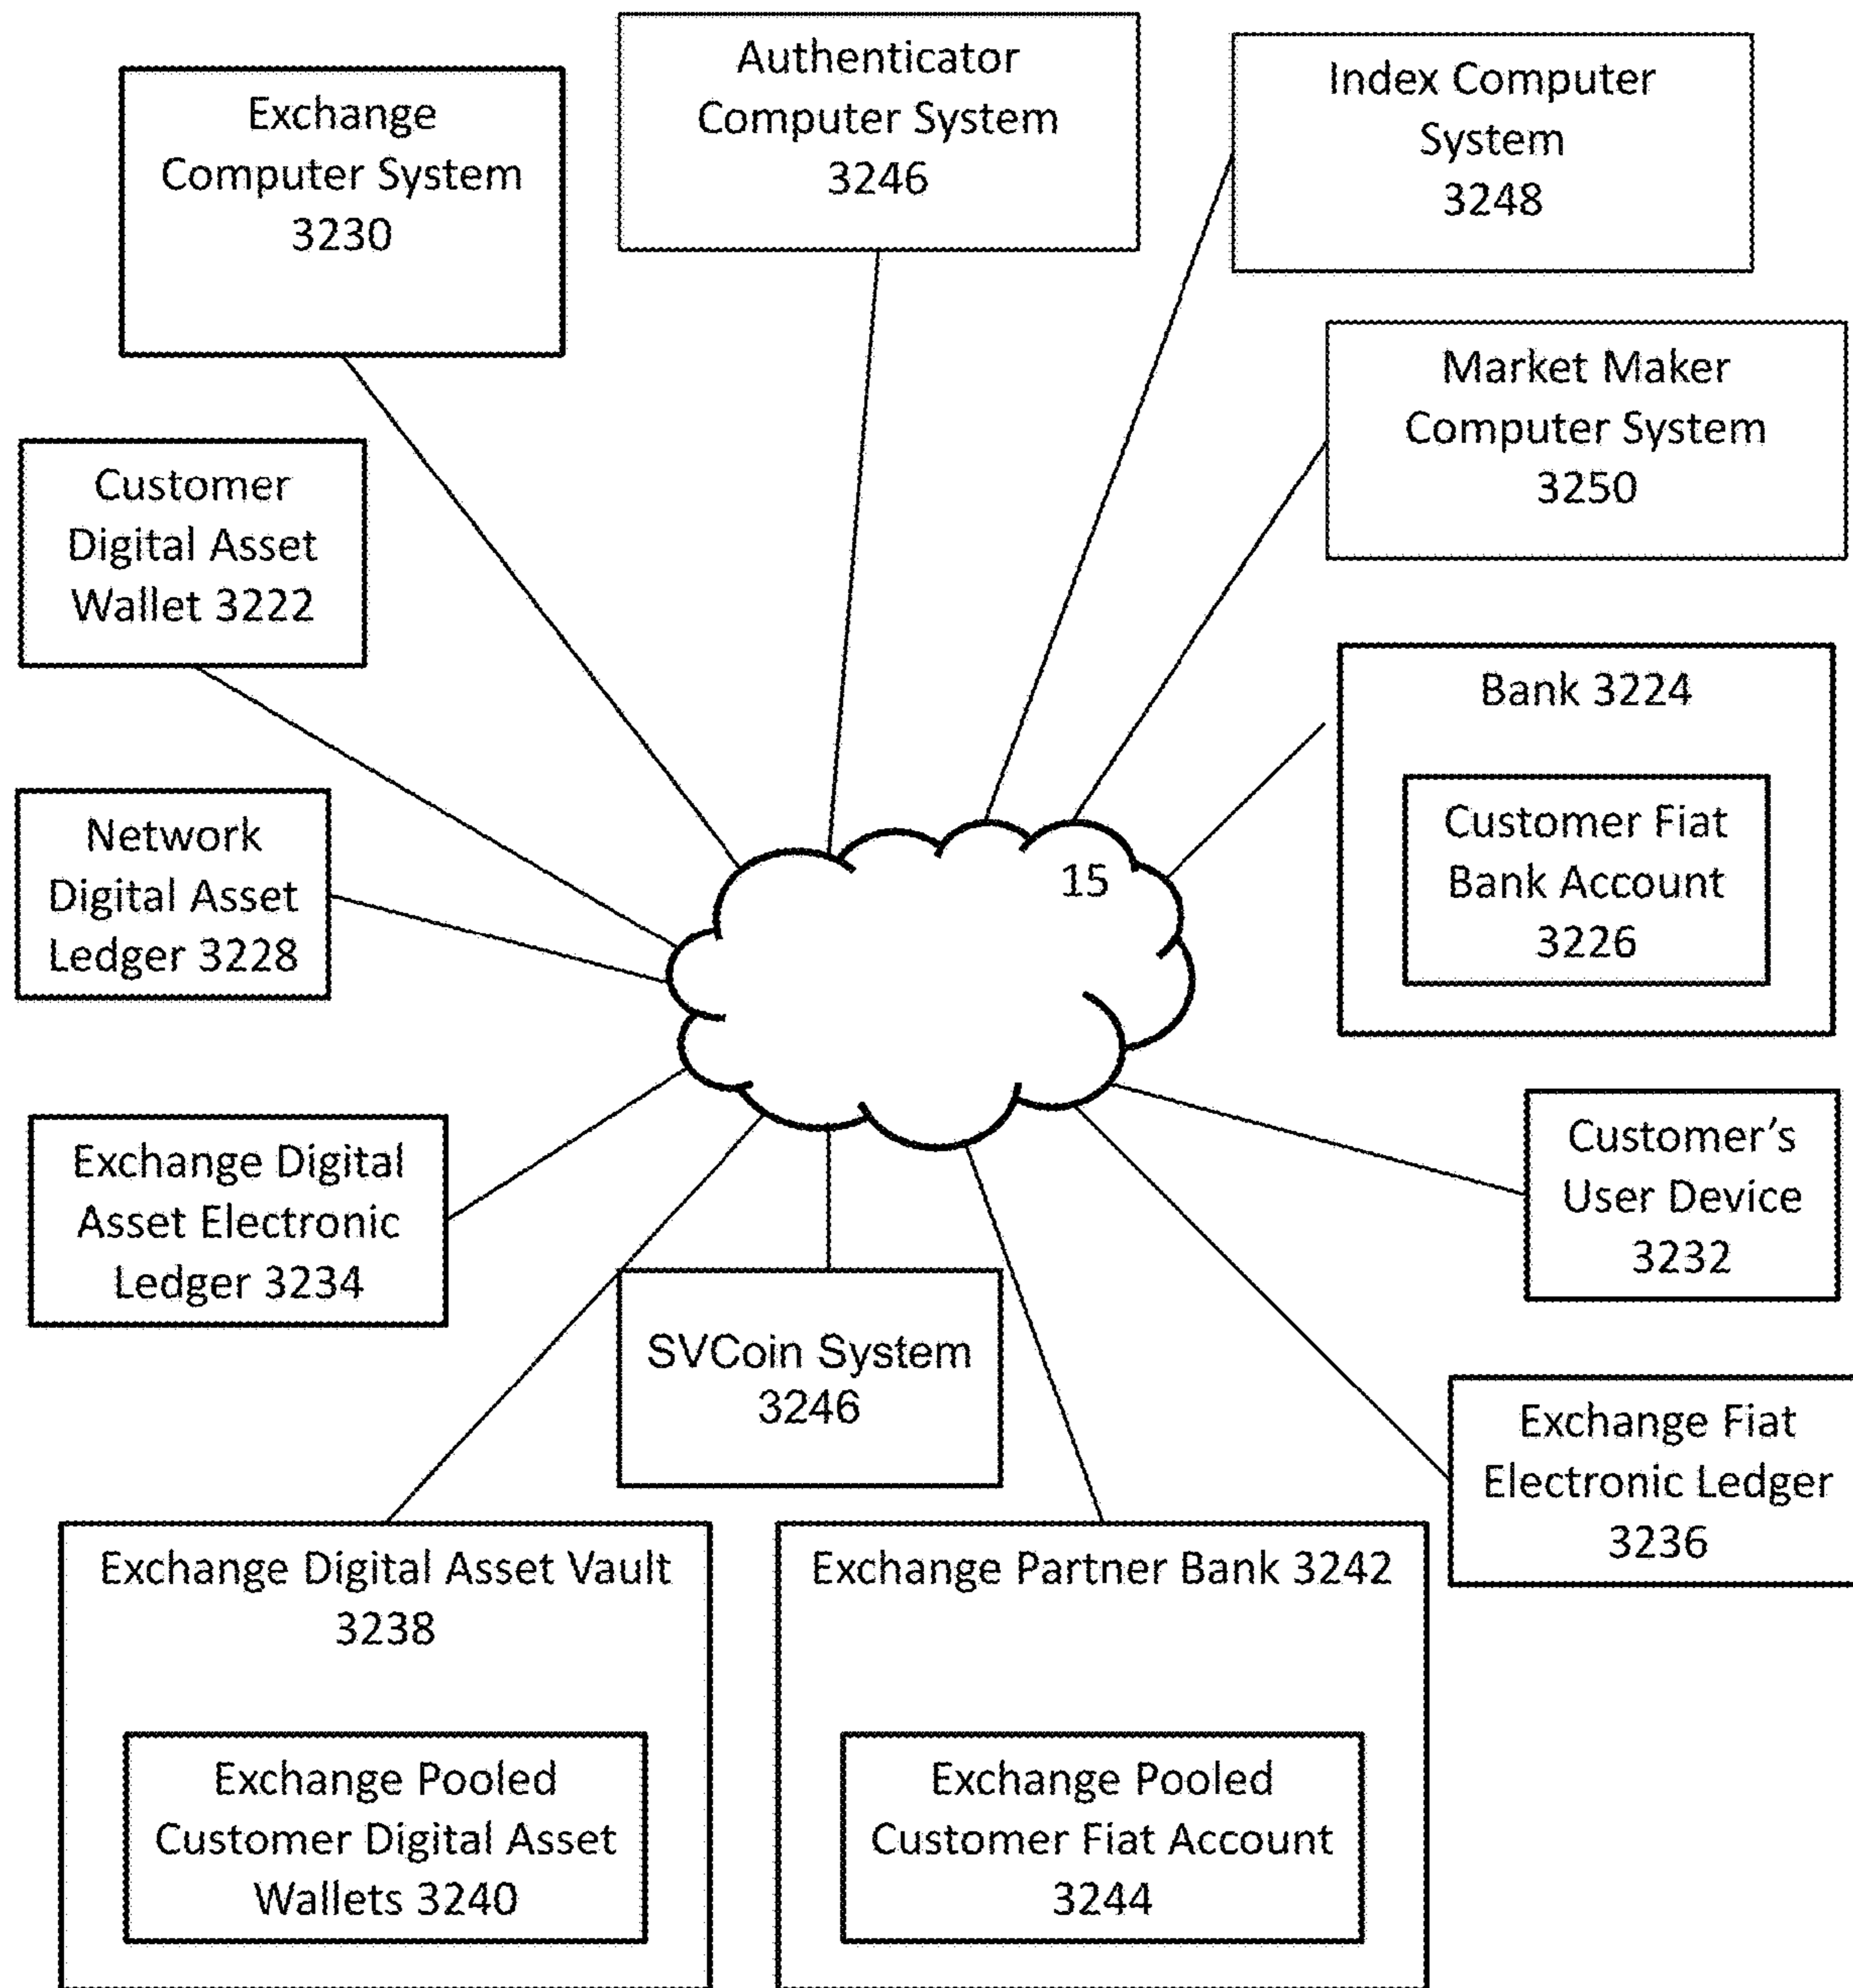 Exchange
Computer System
3230
Authenticator
Computer System
3246
Index Computer
System
3248
Market Maker
Computer System
3250
Customer
Digital Asset
Wallet 3222
Bank 3224
Customer Fiat
Bank Account
3226
Network
Digital Asset
Ledger 3228
15
Exchange Digital
Asset Electronic
Ledger 3234
Customer’s
User Device
3232
SVCoin System
3246
Exchange Fiat
Electronic Ledger
3236
Exchange Digital Asset Vault
3238
Exchange Pooled
Customer Digital Asset
Wallets 3240
Exchange Partner Bank 3242
Exchange Pooled
Customer Fiat Account
3244